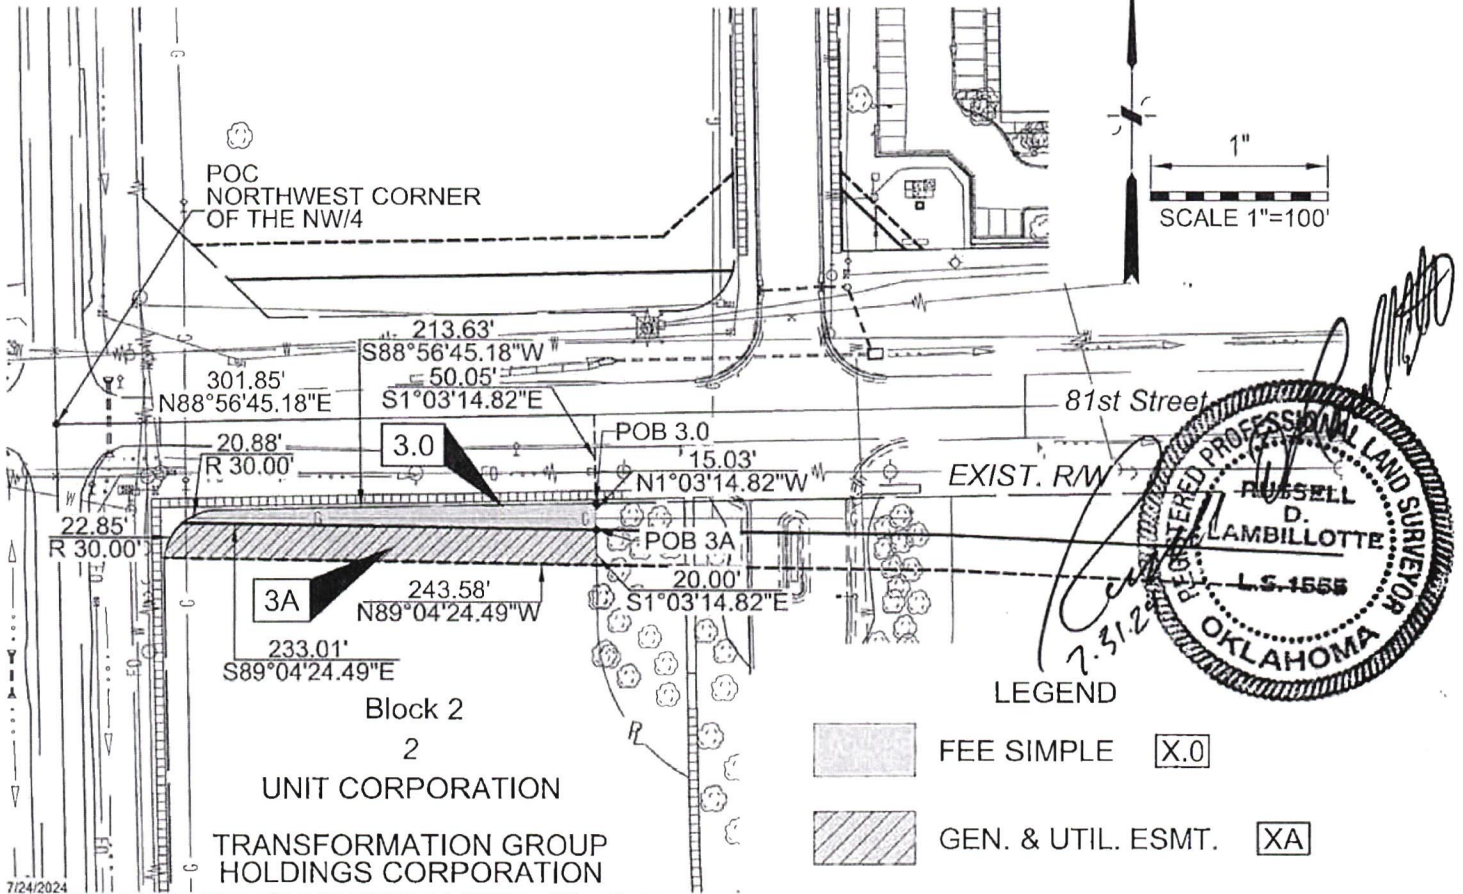 POC
NORTHWEST CORNER
OF THE NW/4
1"
SCALE 1"=100'
213.63'
S88°56'45.18"W
301.85'
N88°56'45.18"E
50.05'
S1°03'14.82"E
81st Street
20.88'
R 30.00'
3.0
POB 3.0
15.03'
N1°03'14.82"W
EXIST. R/W
22.85'
R 30.00'
POB 3A
3A
243.58'
N89°04'24.49"W
20.00'
S1°03'14.82"E
233.01'
S89°04'24.49"E
REGISTERED PROFESSIONAL LAND SURVEYOR
RUSSELL
D.
LAMBILLOTTE
L.S. 1555
OKLAHOMA
Block 2
2
UNIT CORPORATION
TRANSFORMATION GROUP
HOLDINGS CORPORATION
LEGEND
FEE SIMPLE X.0
GEN. & UTIL. ESMT. XA
7/24/2024